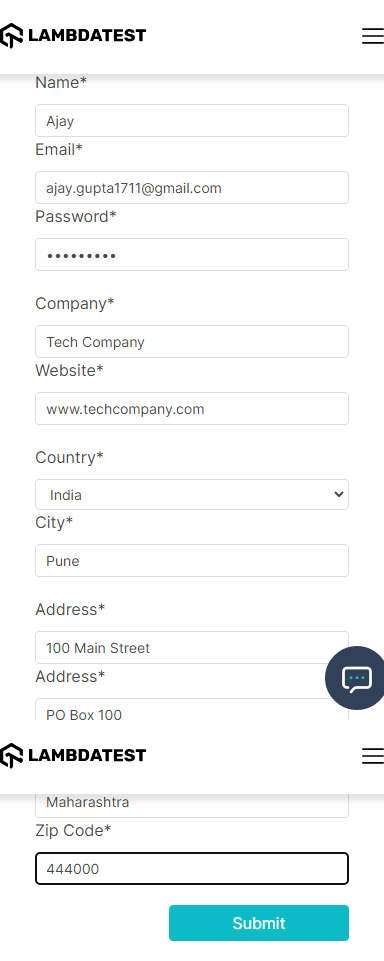 LAMBDATEST
Name*
Ajay
Email*
ajay.gupta1711@gmail.com
Password*
•••••••••
Company*
Tech Company
Website*
www.techcompany.com
Country*
India
City*
Pune
Address*
100 Main Street
Address*
PO Box 100
LAMBDATEST
Maharashtra
Zip Code*
444000
Submit